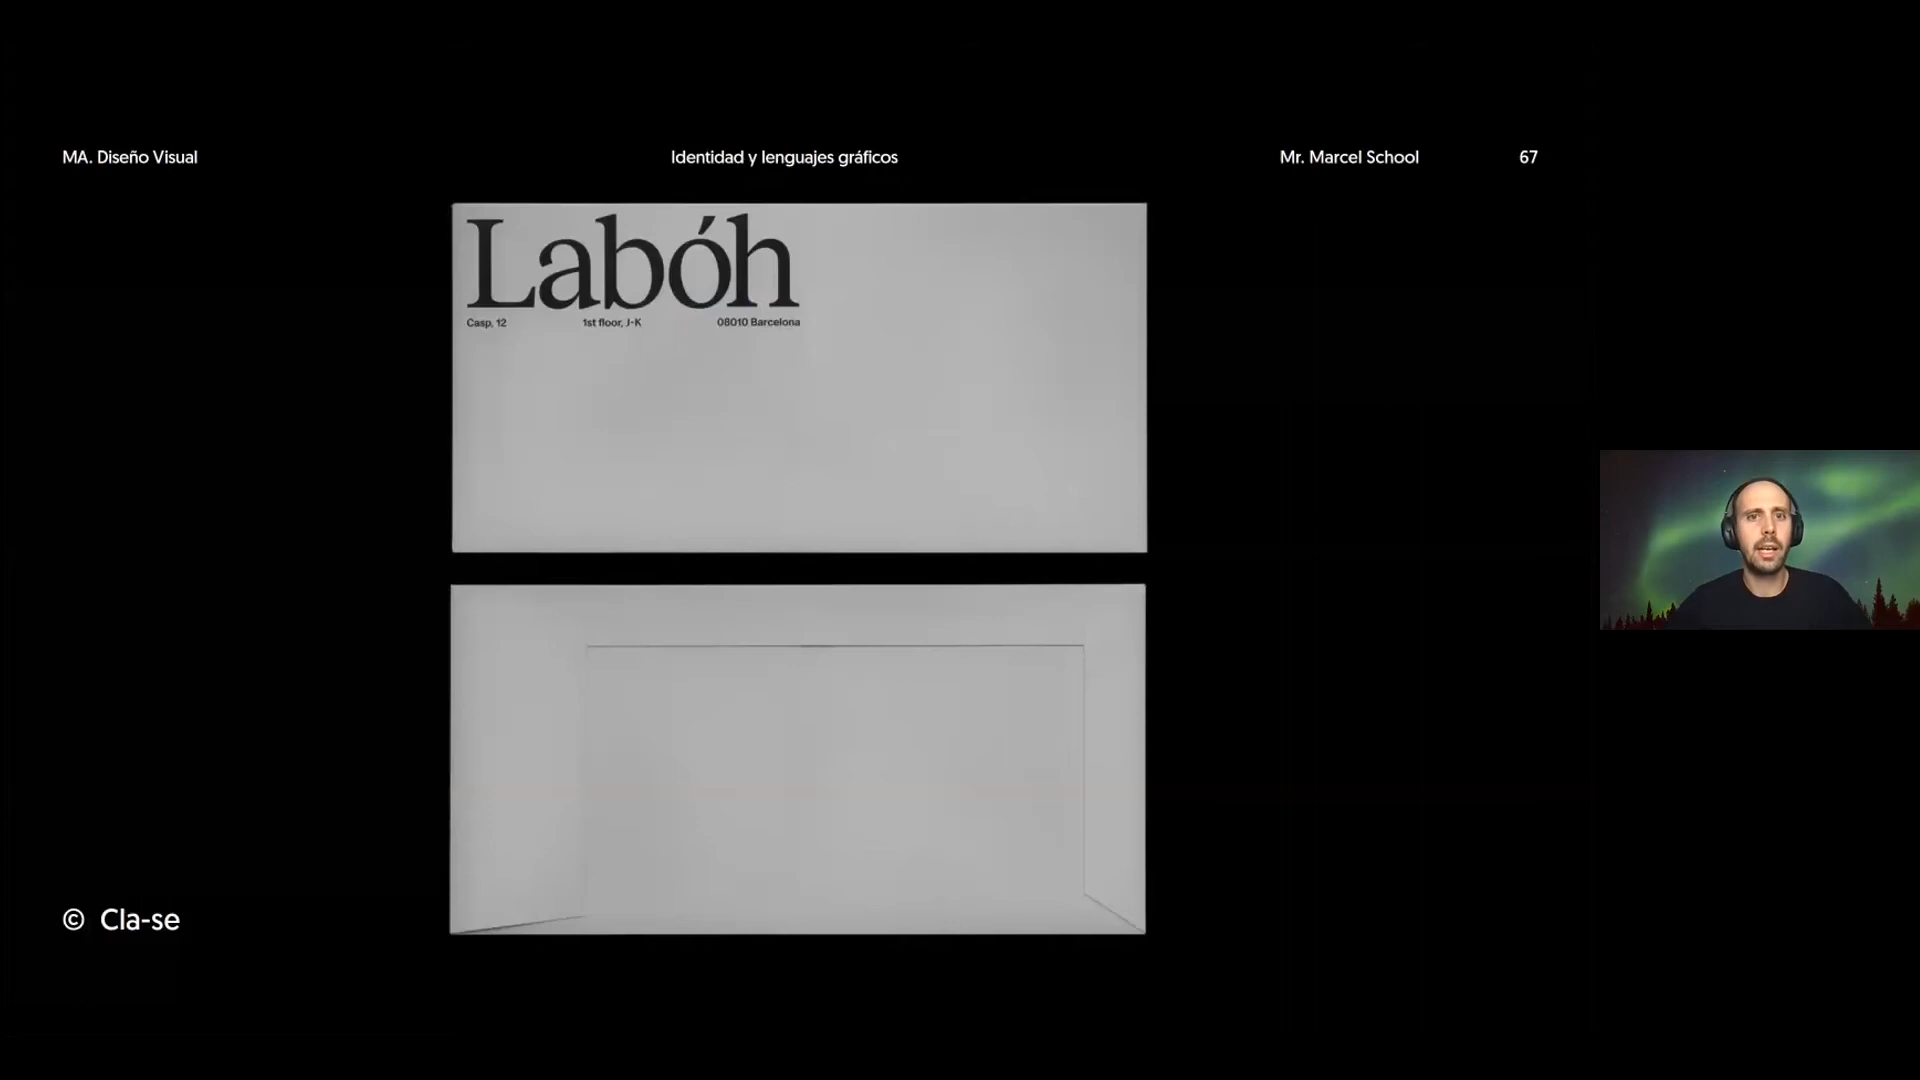 MA. Diseño Visual
Identidad y lenguajes gráficos
Mr. Marcel School
67
Labóh
Casp, 12
1st floor, J-K
08010 Barcelona
© Cla-se